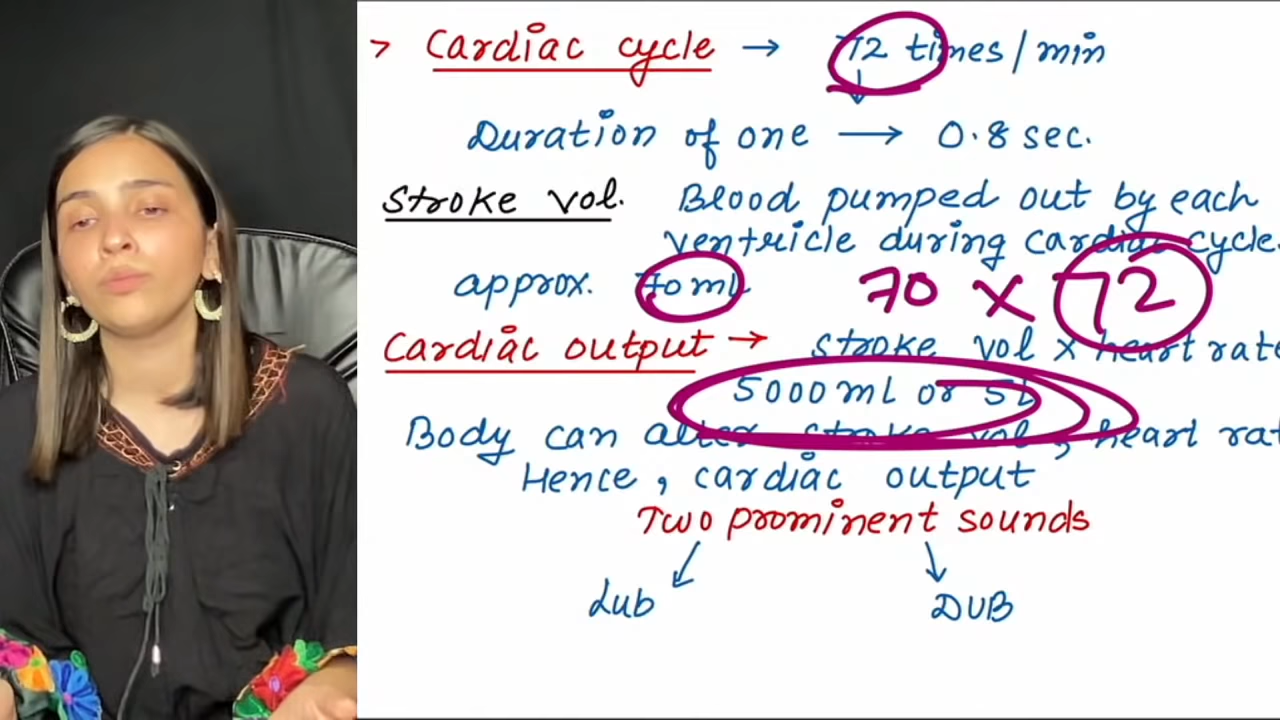 > Cardiac cycle → 72 times/min
Duration of one → 0.8 sec.
Stroke vol. Blood pumped out by each
ventricle during cardiac cycle.
approx. 70 ml 70 x 72
Cardiac output → stroke vol x heart rate
5000 ml or 5L
Body can alter stroke vol, heart rat
Hence, cardiac output
Two prominent sounds
Lub DUB